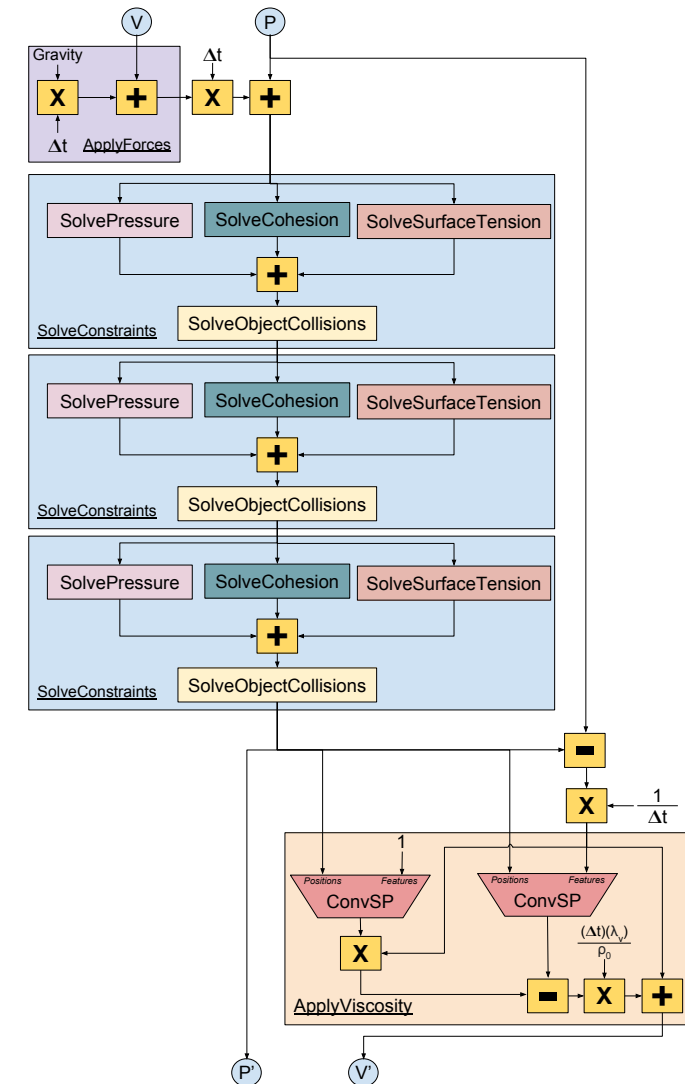 V
P
Gravity
Δt
X
+
X
+
Δt
ApplyForces
SolvePressure
SolveCohesion
SolveSurfaceTension
+
SolveObjectCollisions
SolveConstraints
SolvePressure
SolveCohesion
SolveSurfaceTension
+
SolveObjectCollisions
SolveConstraints
SolvePressure
SolveCohesion
SolveSurfaceTension
+
SolveObjectCollisions
SolveConstraints
-
X
1
Δt
1
Positions
Features
ConvSP
Positions
Features
ConvSP
X
(Δt)(λv)
ρ0
-
X
+
ApplyViscosity
P'
V'